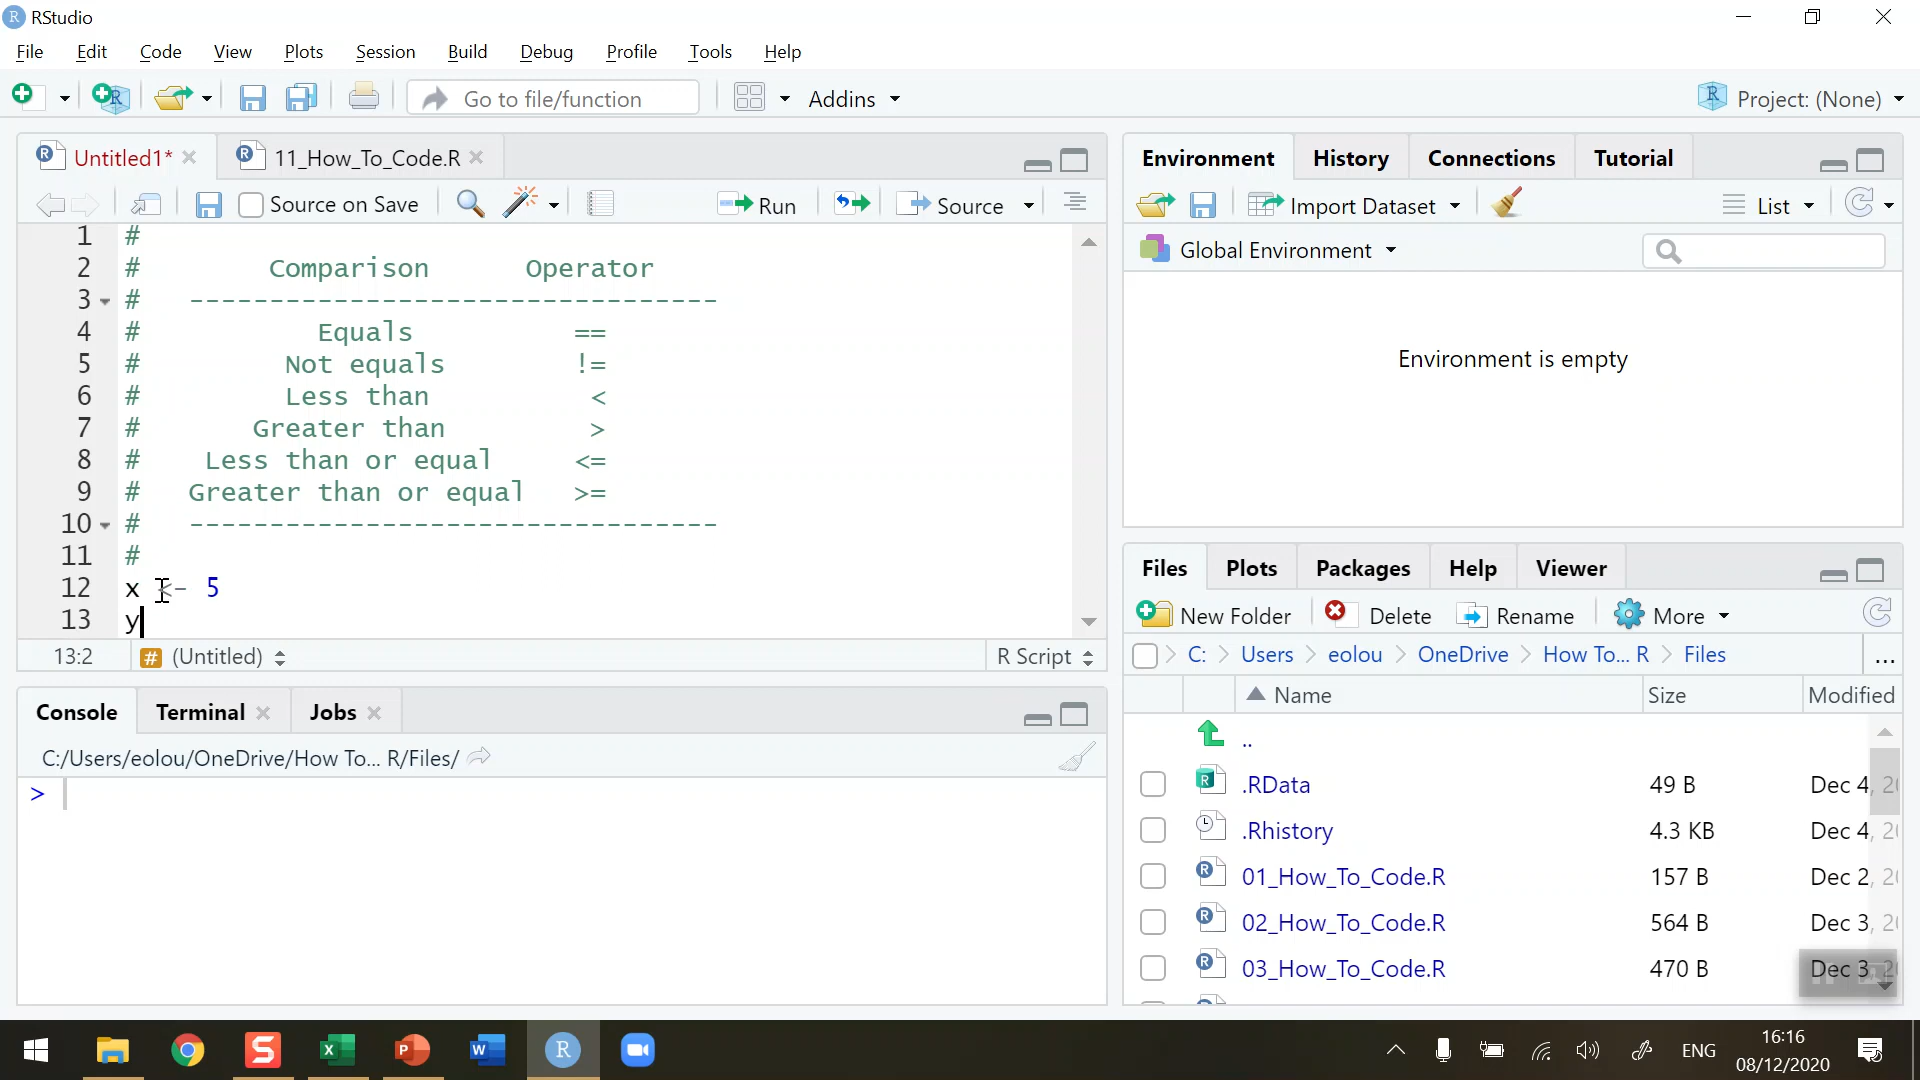 RStudio
File Edit Code View Plots Session Build Debug Profile Tools Help
Go to file/function Addins Project: (None)
Untitled1* 11_How_To_Code.R
Source on Save Run Source
1 #
2 # Comparison Operator
3 # ---------------------------------
4 # Equals ==
5 # Not equals !=
6 # Less than <
7 # Greater than >
8 # Less than or equal <=
9 # Greater than or equal >=
10 # ---------------------------------
11 #
12 x <- 5
13 y
13:2 # (Untitled) R Script
Console Terminal Jobs
C:/Users/eolou/OneDrive/How To... R/Files/
>
Environment History Connections Tutorial
Import Dataset List
Global Environment
Environment is empty
Files Plots Packages Help Viewer
New Folder Delete Rename More
C: Users eolou OneDrive How To... R Files ...
Name Size Modified
..
.RData 49 B Dec 4,
.Rhistory 4.3 KB Dec 4,
01_How_To_Code.R 157 B Dec 2,
02_How_To_Code.R 564 B Dec 3,
03_How_To_Code.R 470 B Dec 3,
ENG 16:16
08/12/2020